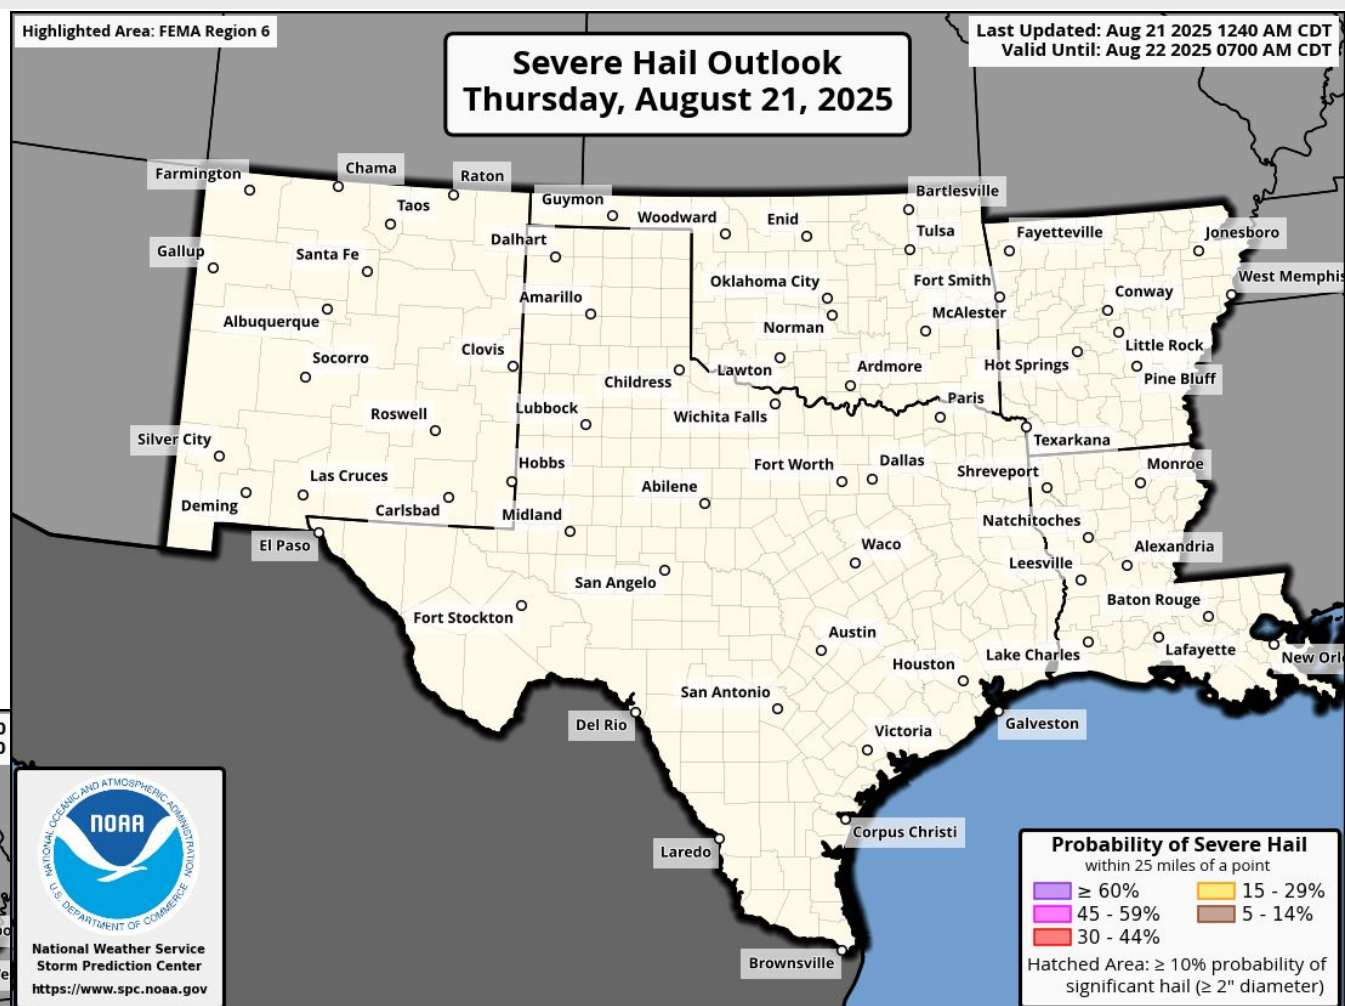 Highlighted Area: FEMA Region 6
Severe Hail Outlook
Thursday, August 21, 2025
Last Updated: Aug 21 2025 1240 AM CDT
Valid Until: Aug 22 2025 0700 AM CDT
Farmington
Chama
Raton
Taos
Guymon
Woodward
Enid
Bartlesville
Tulsa
Fayetteville
Jonesboro
Gallup
Santa Fe
Dalhart
Oklahoma City
Fort Smith
West Memphis
Amarillo
Conway
Albuquerque
Norman
McAlester
Little Rock
Socorro
Clovis
Childress
Lawton
Ardmore
Hot Springs
Pine Bluff
Roswell
Lubbock
Wichita Falls
Paris
Texarkana
Silver City
Las Cruces
Hobbs
Abilene
Fort Worth
Dallas
Shreveport
Monroe
Deming
Carlsbad
Midland
Natchitoches
El Paso
San Angelo
Waco
Leesville
Alexandria
Fort Stockton
Baton Rouge
Austin
Houston
Lake Charles
Lafayette
New Orl
San Antonio
Del Rio
Victoria
Galveston
Corpus Christi
Laredo
Brownsville
NATIONAL OCEANIC AND ATMOSPHERIC ADMINISTRATION
NOAA
U.S. DEPARTMENT OF COMMERCE
National Weather Service
Storm Prediction Center
https://www.spc.noaa.gov
Probability of Severe Hail
within 25 miles of a point
≥ 60%
15 - 29%
45 - 59%
5 - 14%
30 - 44%
Hatched Area: ≥ 10% probability of
significant hail (≥ 2" diameter)